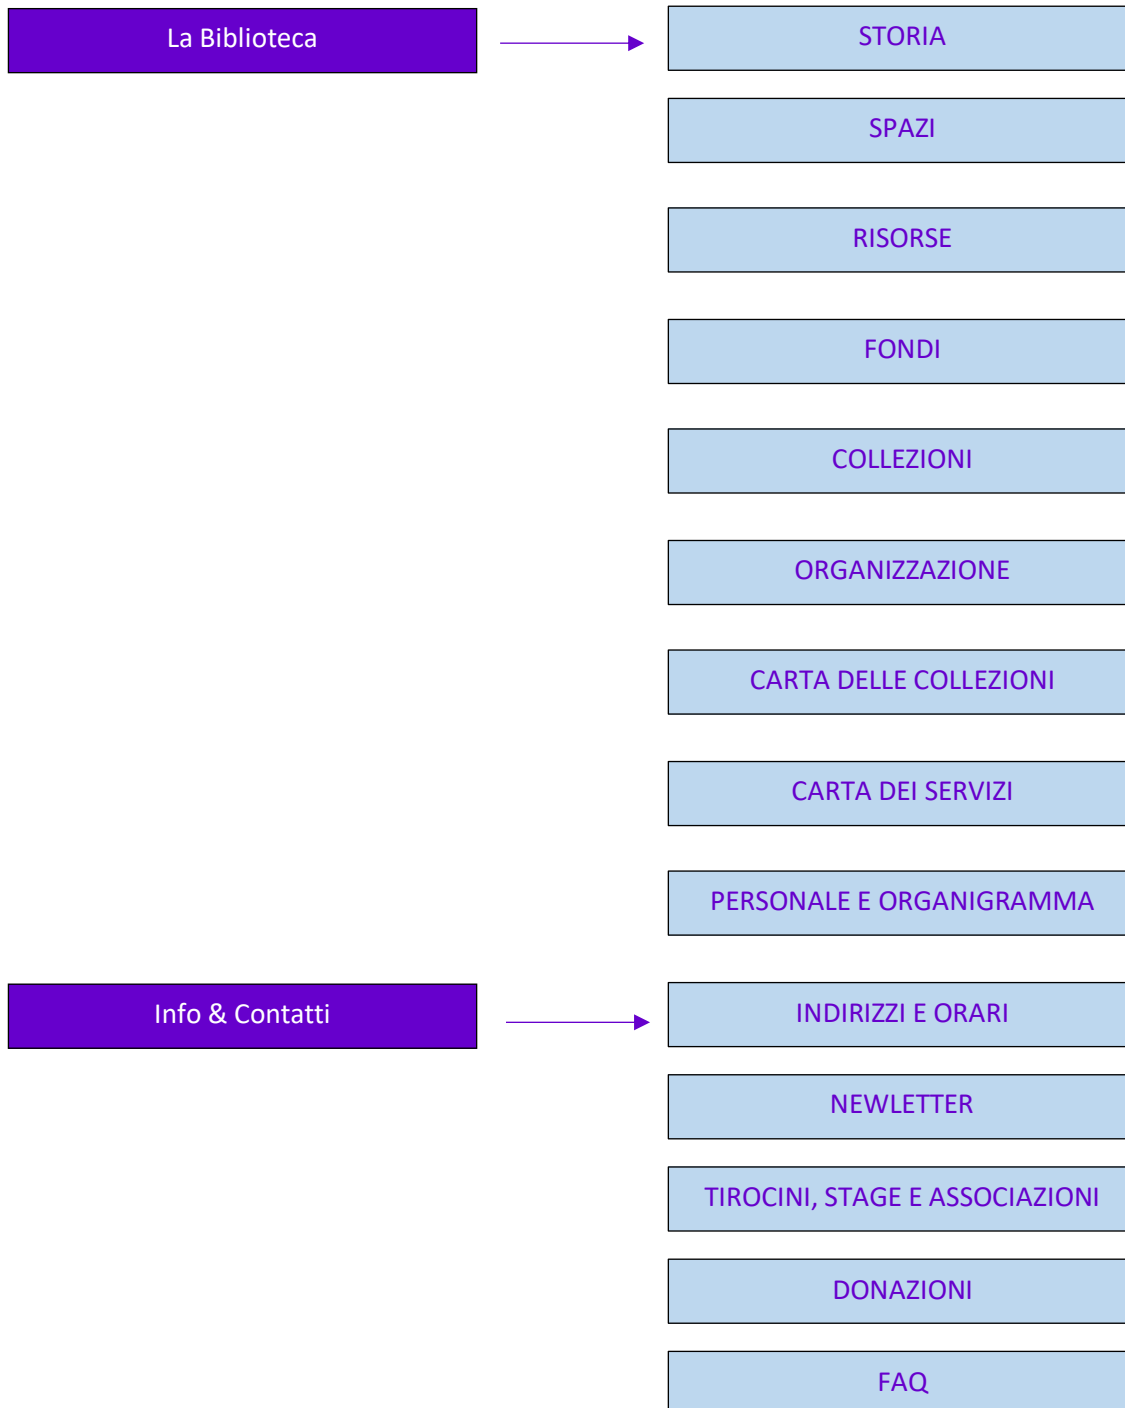 La Biblioteca
STORIA
SPAZI
RISORSE
FONDI
COLLEZIONI
ORGANIZZAZIONE
CARTA DELLE COLLEZIONI
CARTA DEI SERVIZI
PERSONALE E ORGANIGRAMMA
Info & Contatti
INDIRIZZI E ORARI
NEWLETTER
TIROCINI, STAGE E ASSOCIAZIONI
DONAZIONI
FAQ